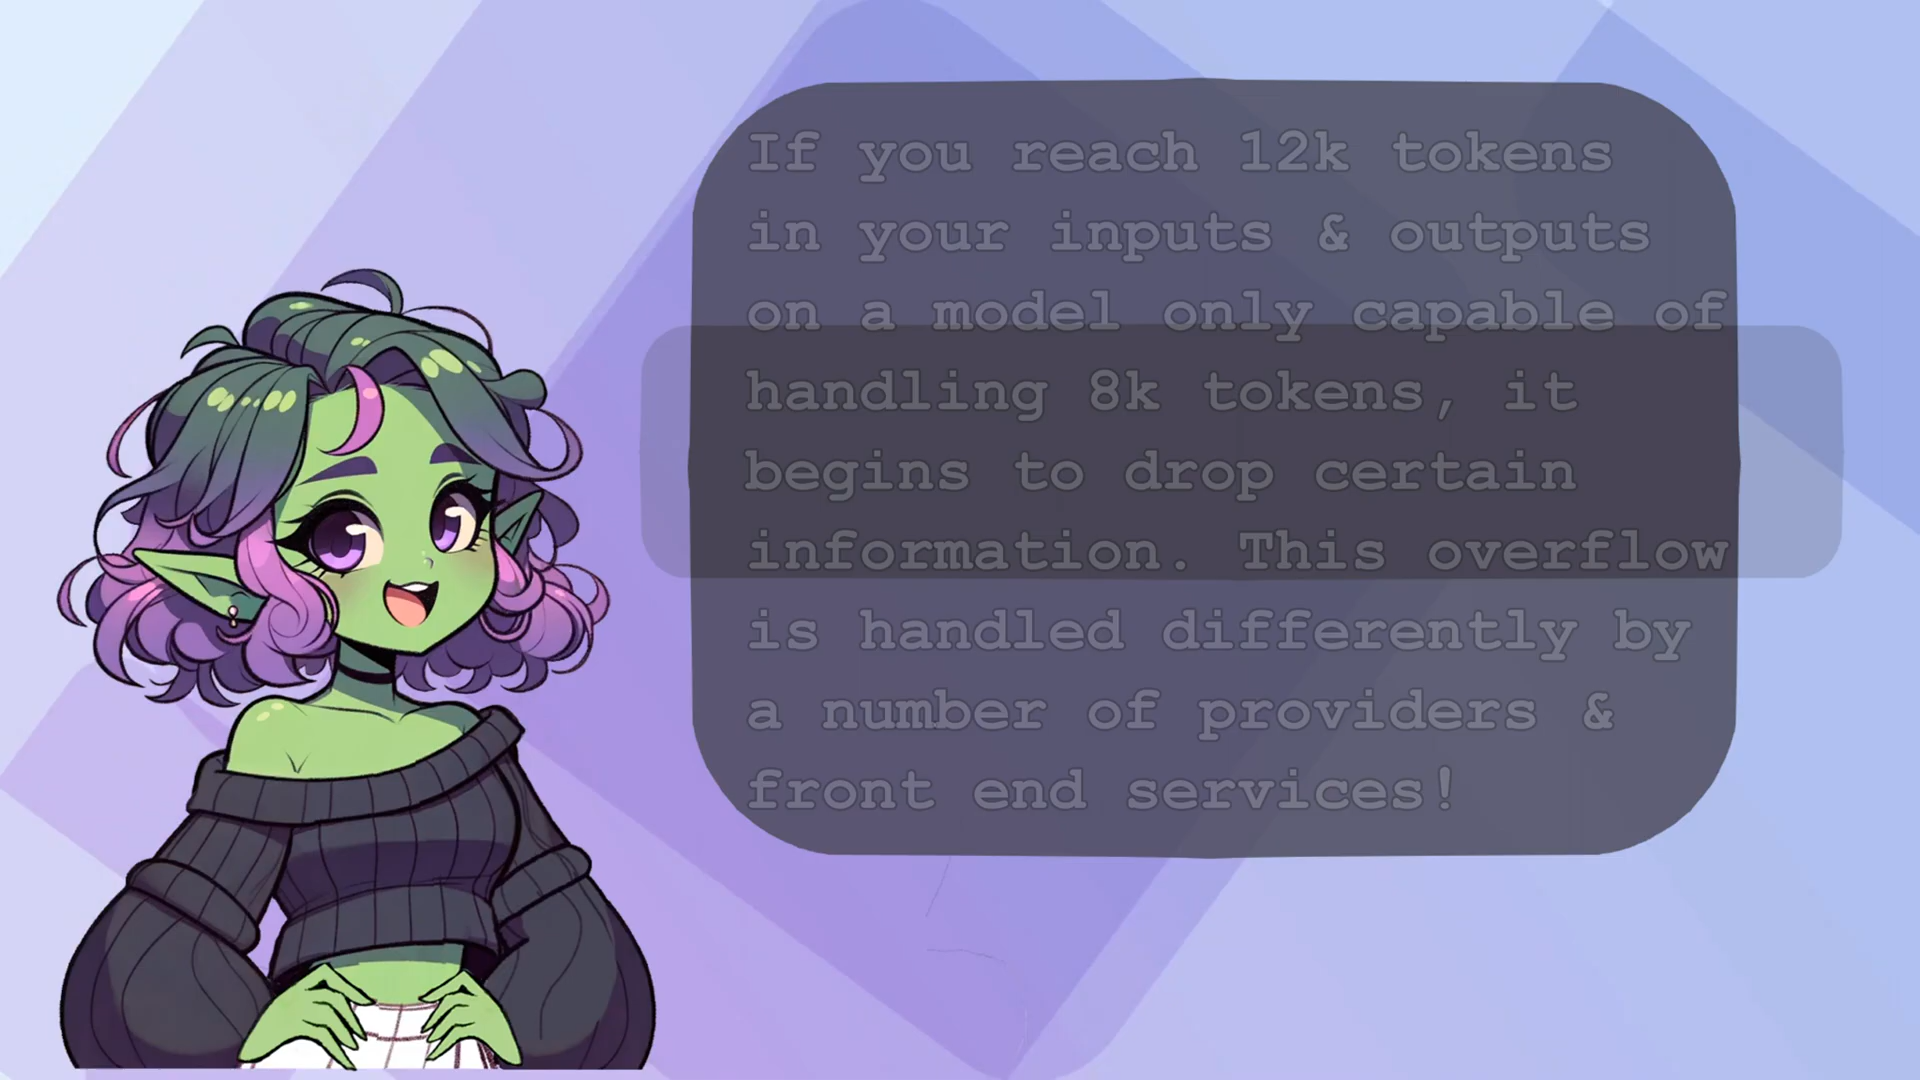 If you reach 12k tokens
in your inputs & outputs
on a model only capable of
handling 8k tokens, it
begins to drop certain
information. This overflow
is handled differently by
a number of providers &
front end services!